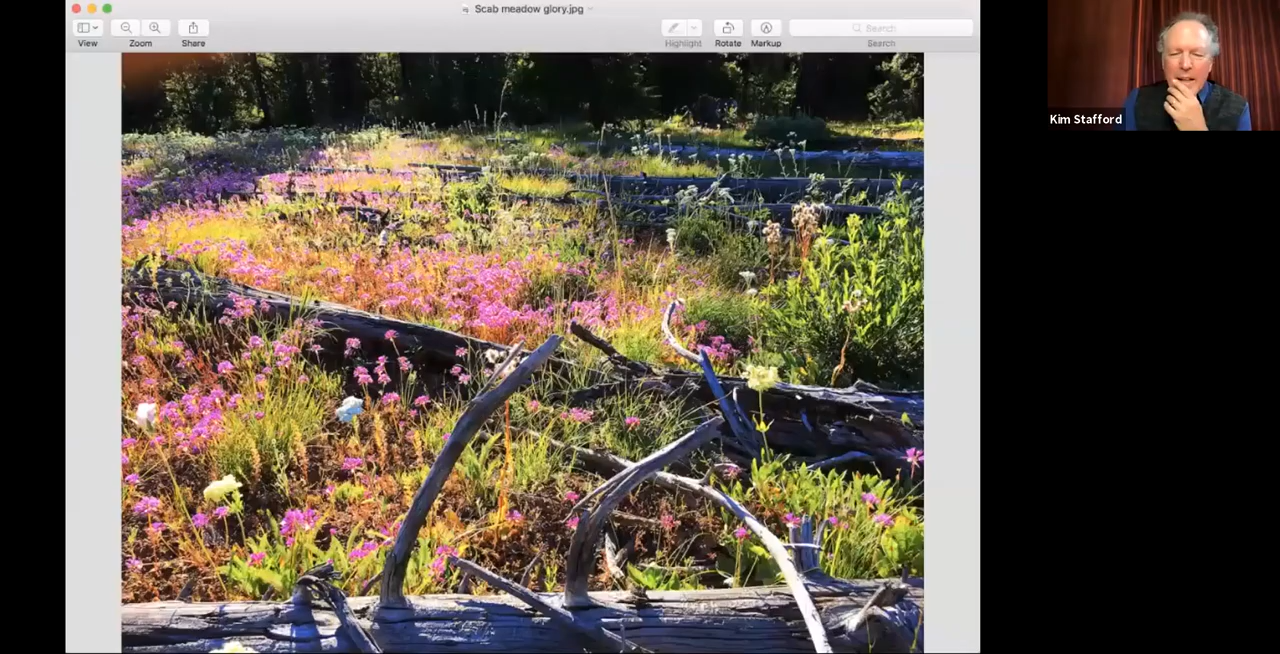 Scab meadow glory.jpg
Search
View
Zoom
Share
Highlight
Rotate
Markup
Search
Kim Stafford